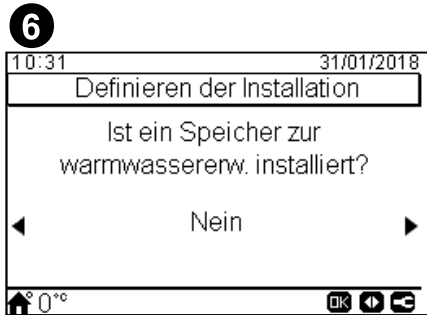 6
10:31 31/01/2018
Definieren der Installation
Ist ein Speicher zur
warmwassererw. installiert?
Nein
0°c
OK